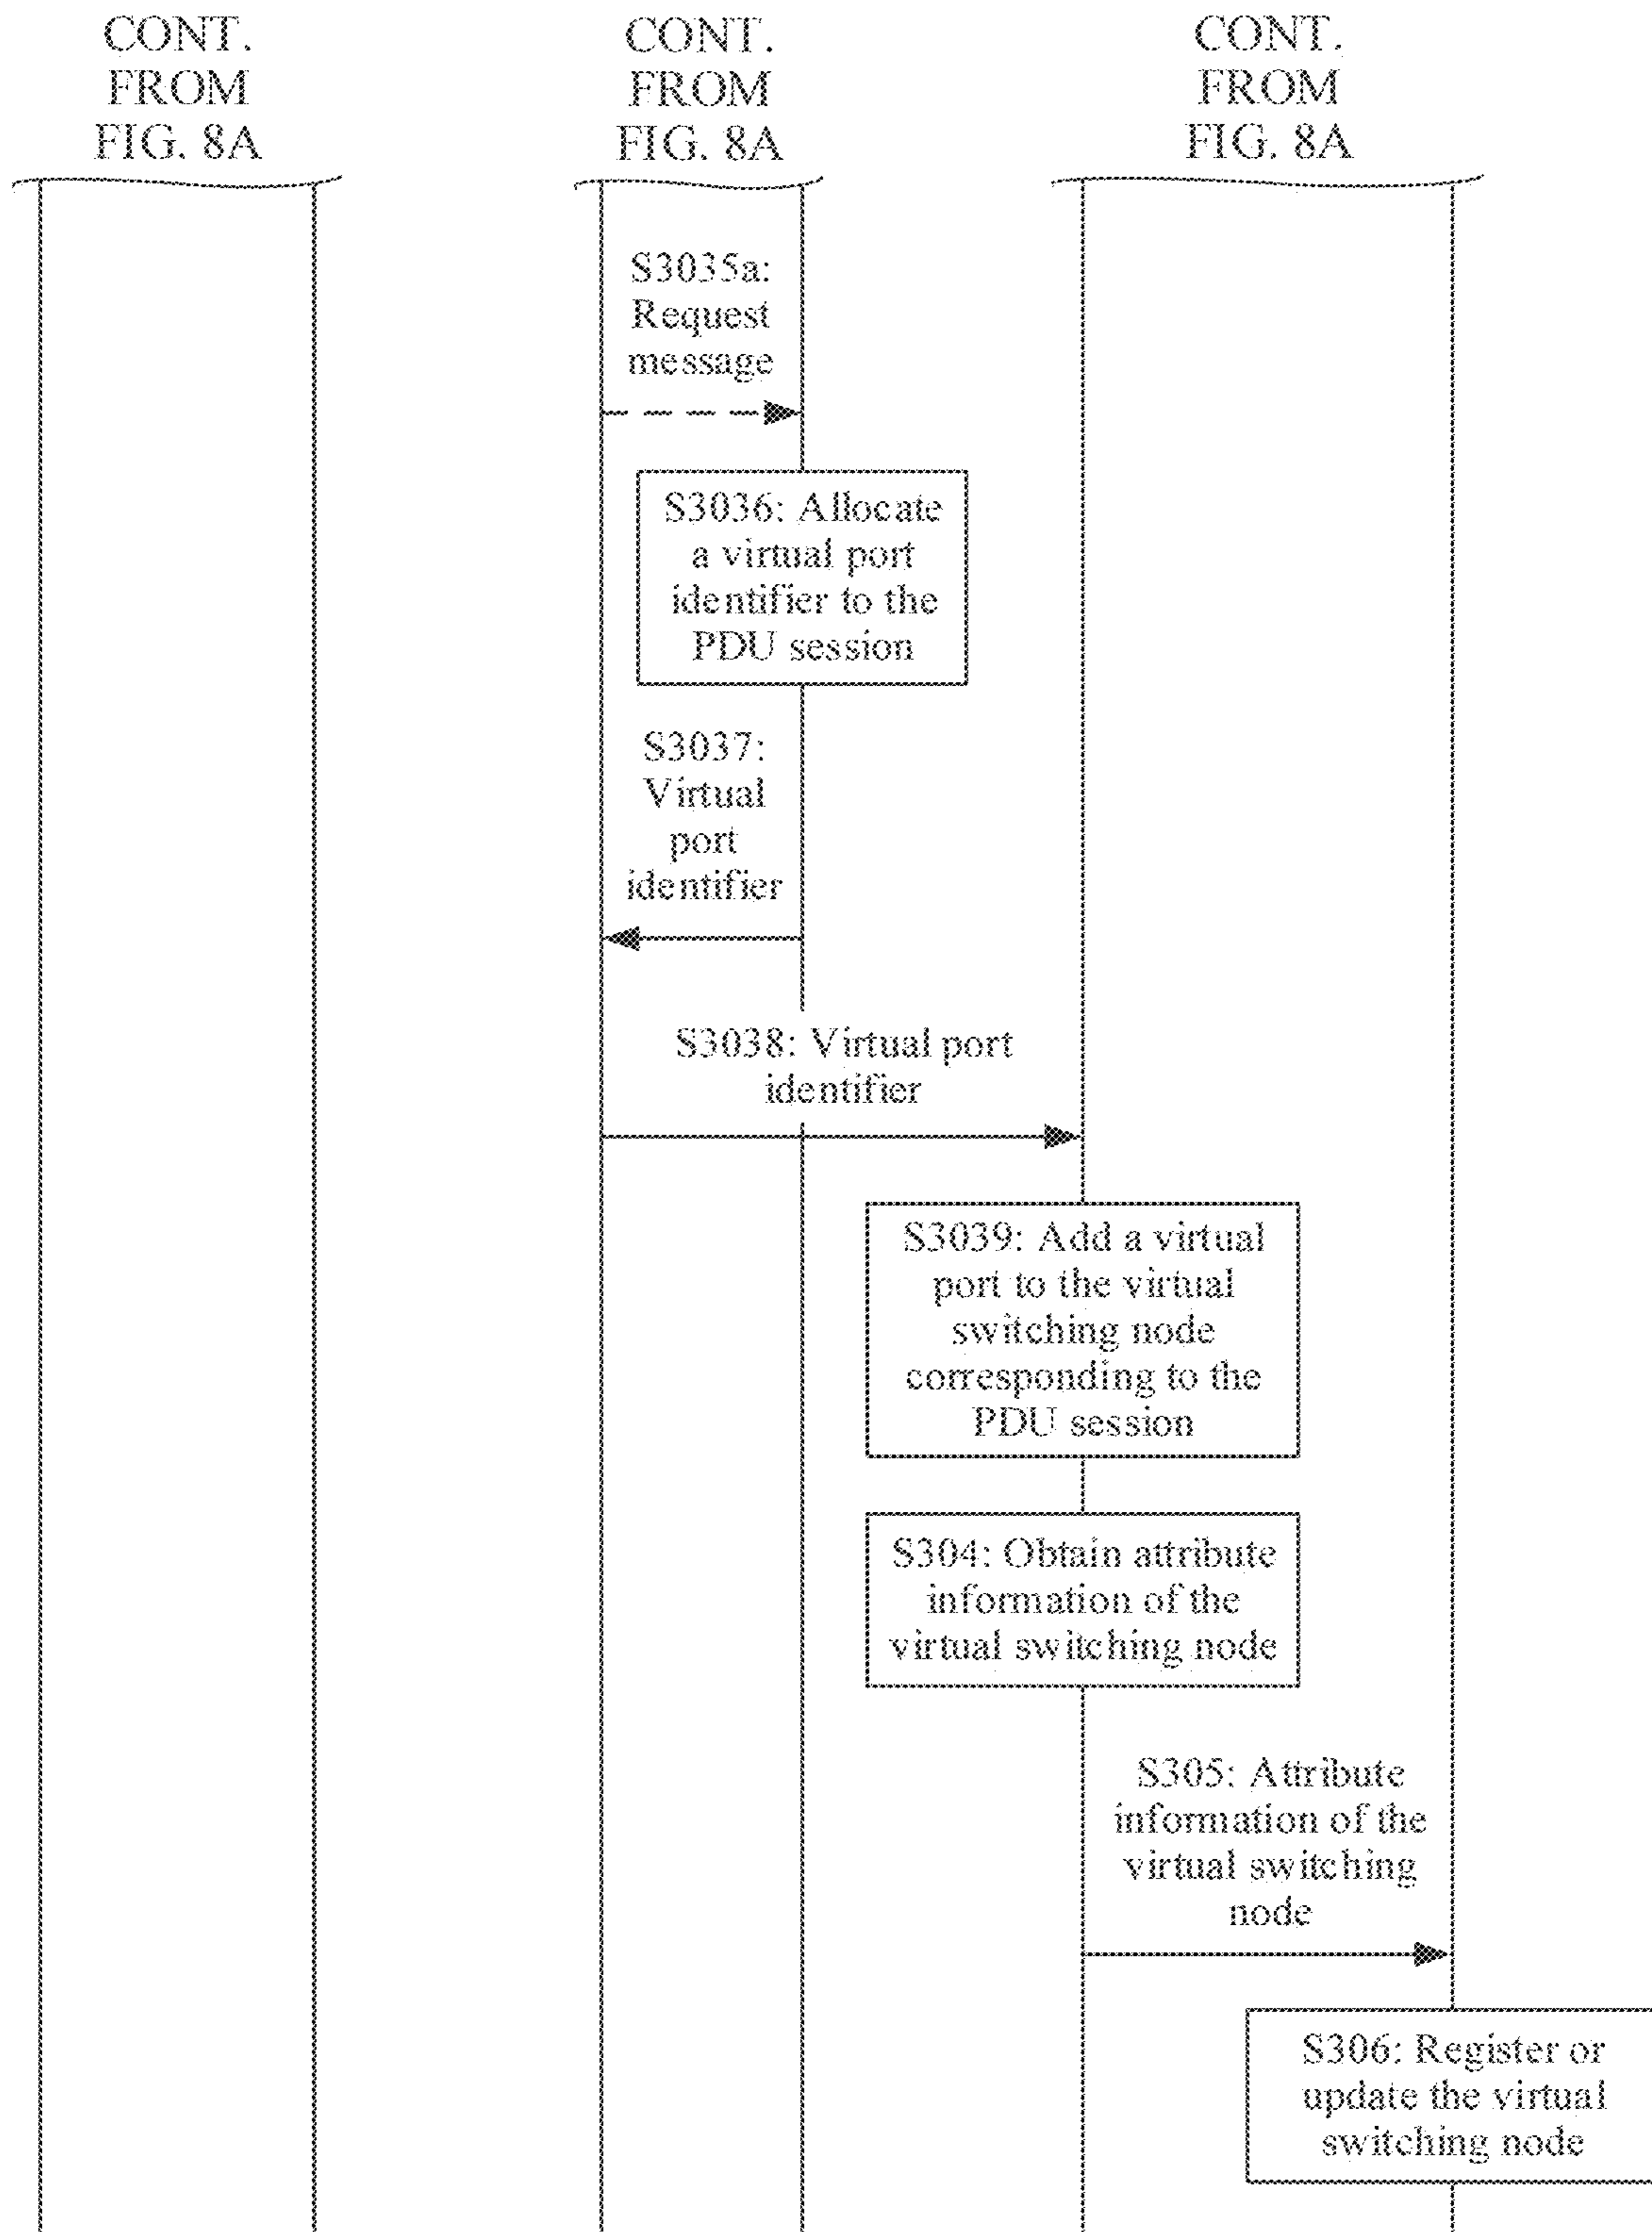 CONT.
FROM
FIG. 8A
CONT.
FROM
FIG. 8A
CONT.
FROM
FIG. 8A
S3035a:
Request
message
S3036: Allocate
a virtual port
identifier to the
PDU session
S3037:
Virtual
port
identifier
S3038: Virtual port
identifier
S3039: Add a virtual
port to the virtual
switching node
corresponding to the
PDU session
S304: Obtain attribute
information of the
virtual switching node
S305: Attribute
information of the
virtual switching
node
S306: Register or
update the virtual
switching node